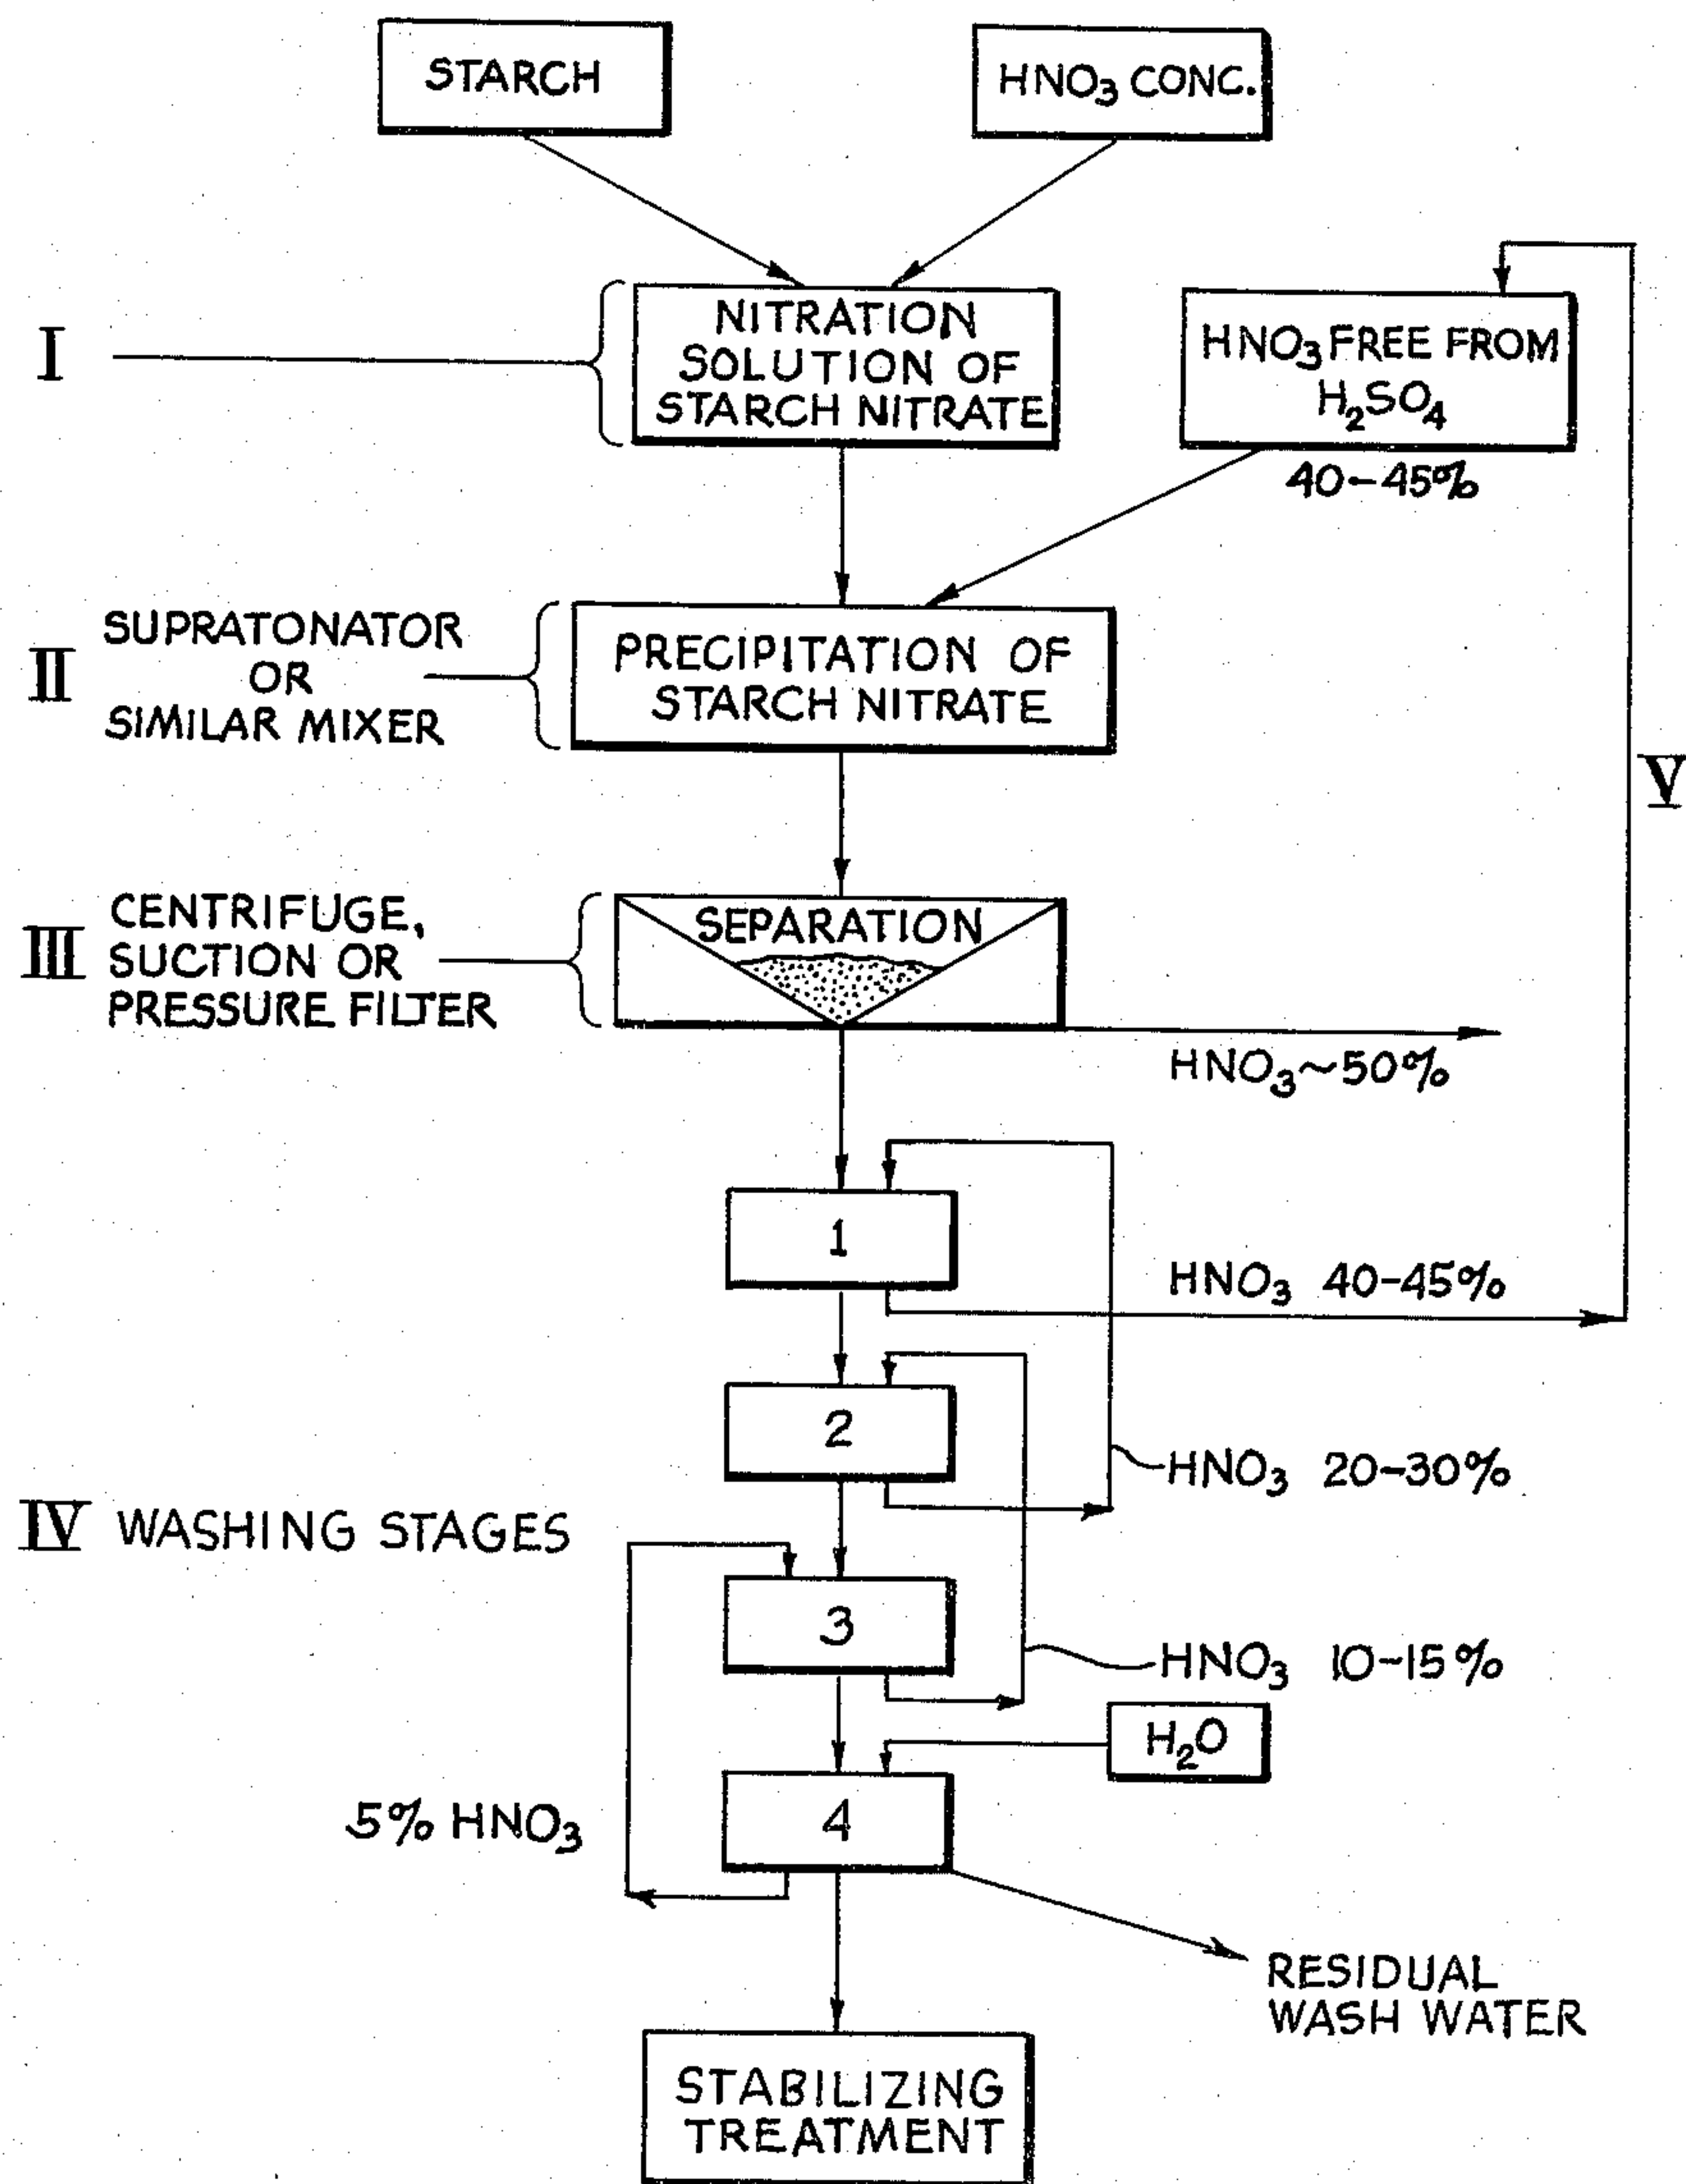 STARCH
HNO₃ CONC.
I
NITRATION
SOLUTION OF
STARCH NITRATE
HNO₃ FREE FROM
H₂SO₄
40-45%
II
SUPRATONATOR
OR
SIMILAR MIXER
PRECIPITATION OF
STARCH NITRATE
V
III
CENTRIFUGE,
SUCTION OR
PRESSURE FILTER
SEPARATION
HNO₃~50%
1
HNO₃ 40-45%
2
HNO₃ 20-30%
IV WASHING STAGES
3
HNO₃ 10-15%
H₂O
4
5% HNO₃
RESIDUAL
WASH WATER
STABILIZING
TREATMENT